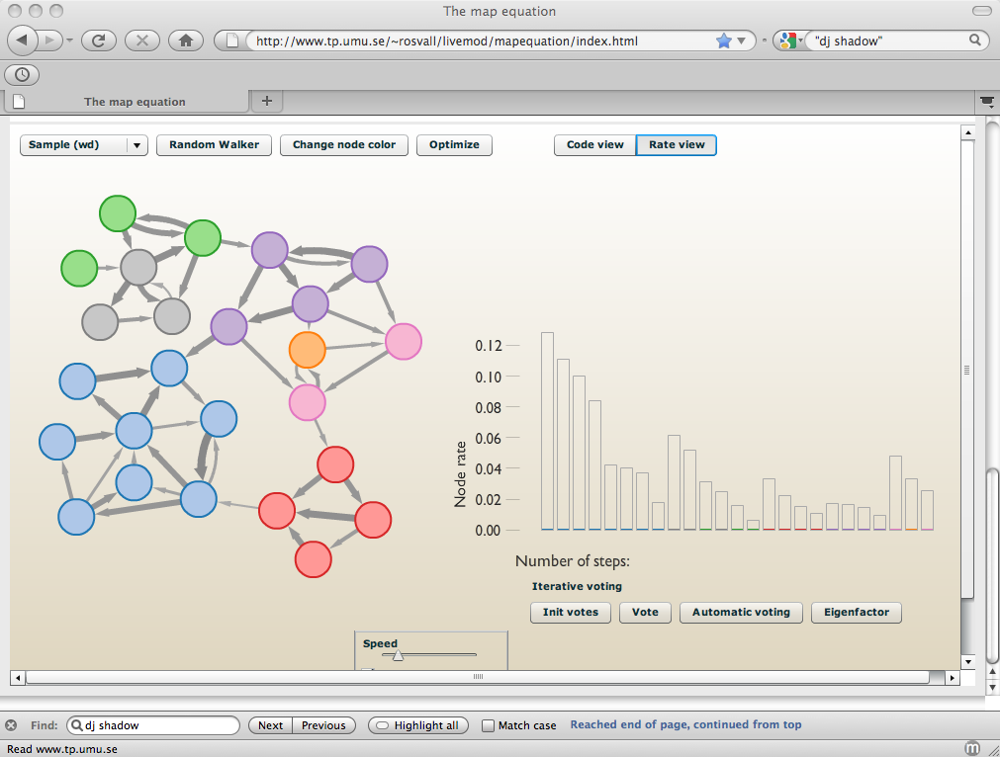 The map equation
http://www.tp.umu.se/~rosvall/livemod/mapequation/index.html
"dj shadow"
The map equation
Sample (wd)
Random Walker
Change node color
Optimize
Code view
Rate view
Node rate
0.12
0.10
0.08
0.06
0.04
0.02
0.00
Number of steps:
Iterative voting
Init votes
Vote
Automatic voting
Eigenfactor
Speed
Find:
dj shadow
Next
Previous
Highlight all
Match case
Reached end of page, continued from top
Read www.tp.umu.se